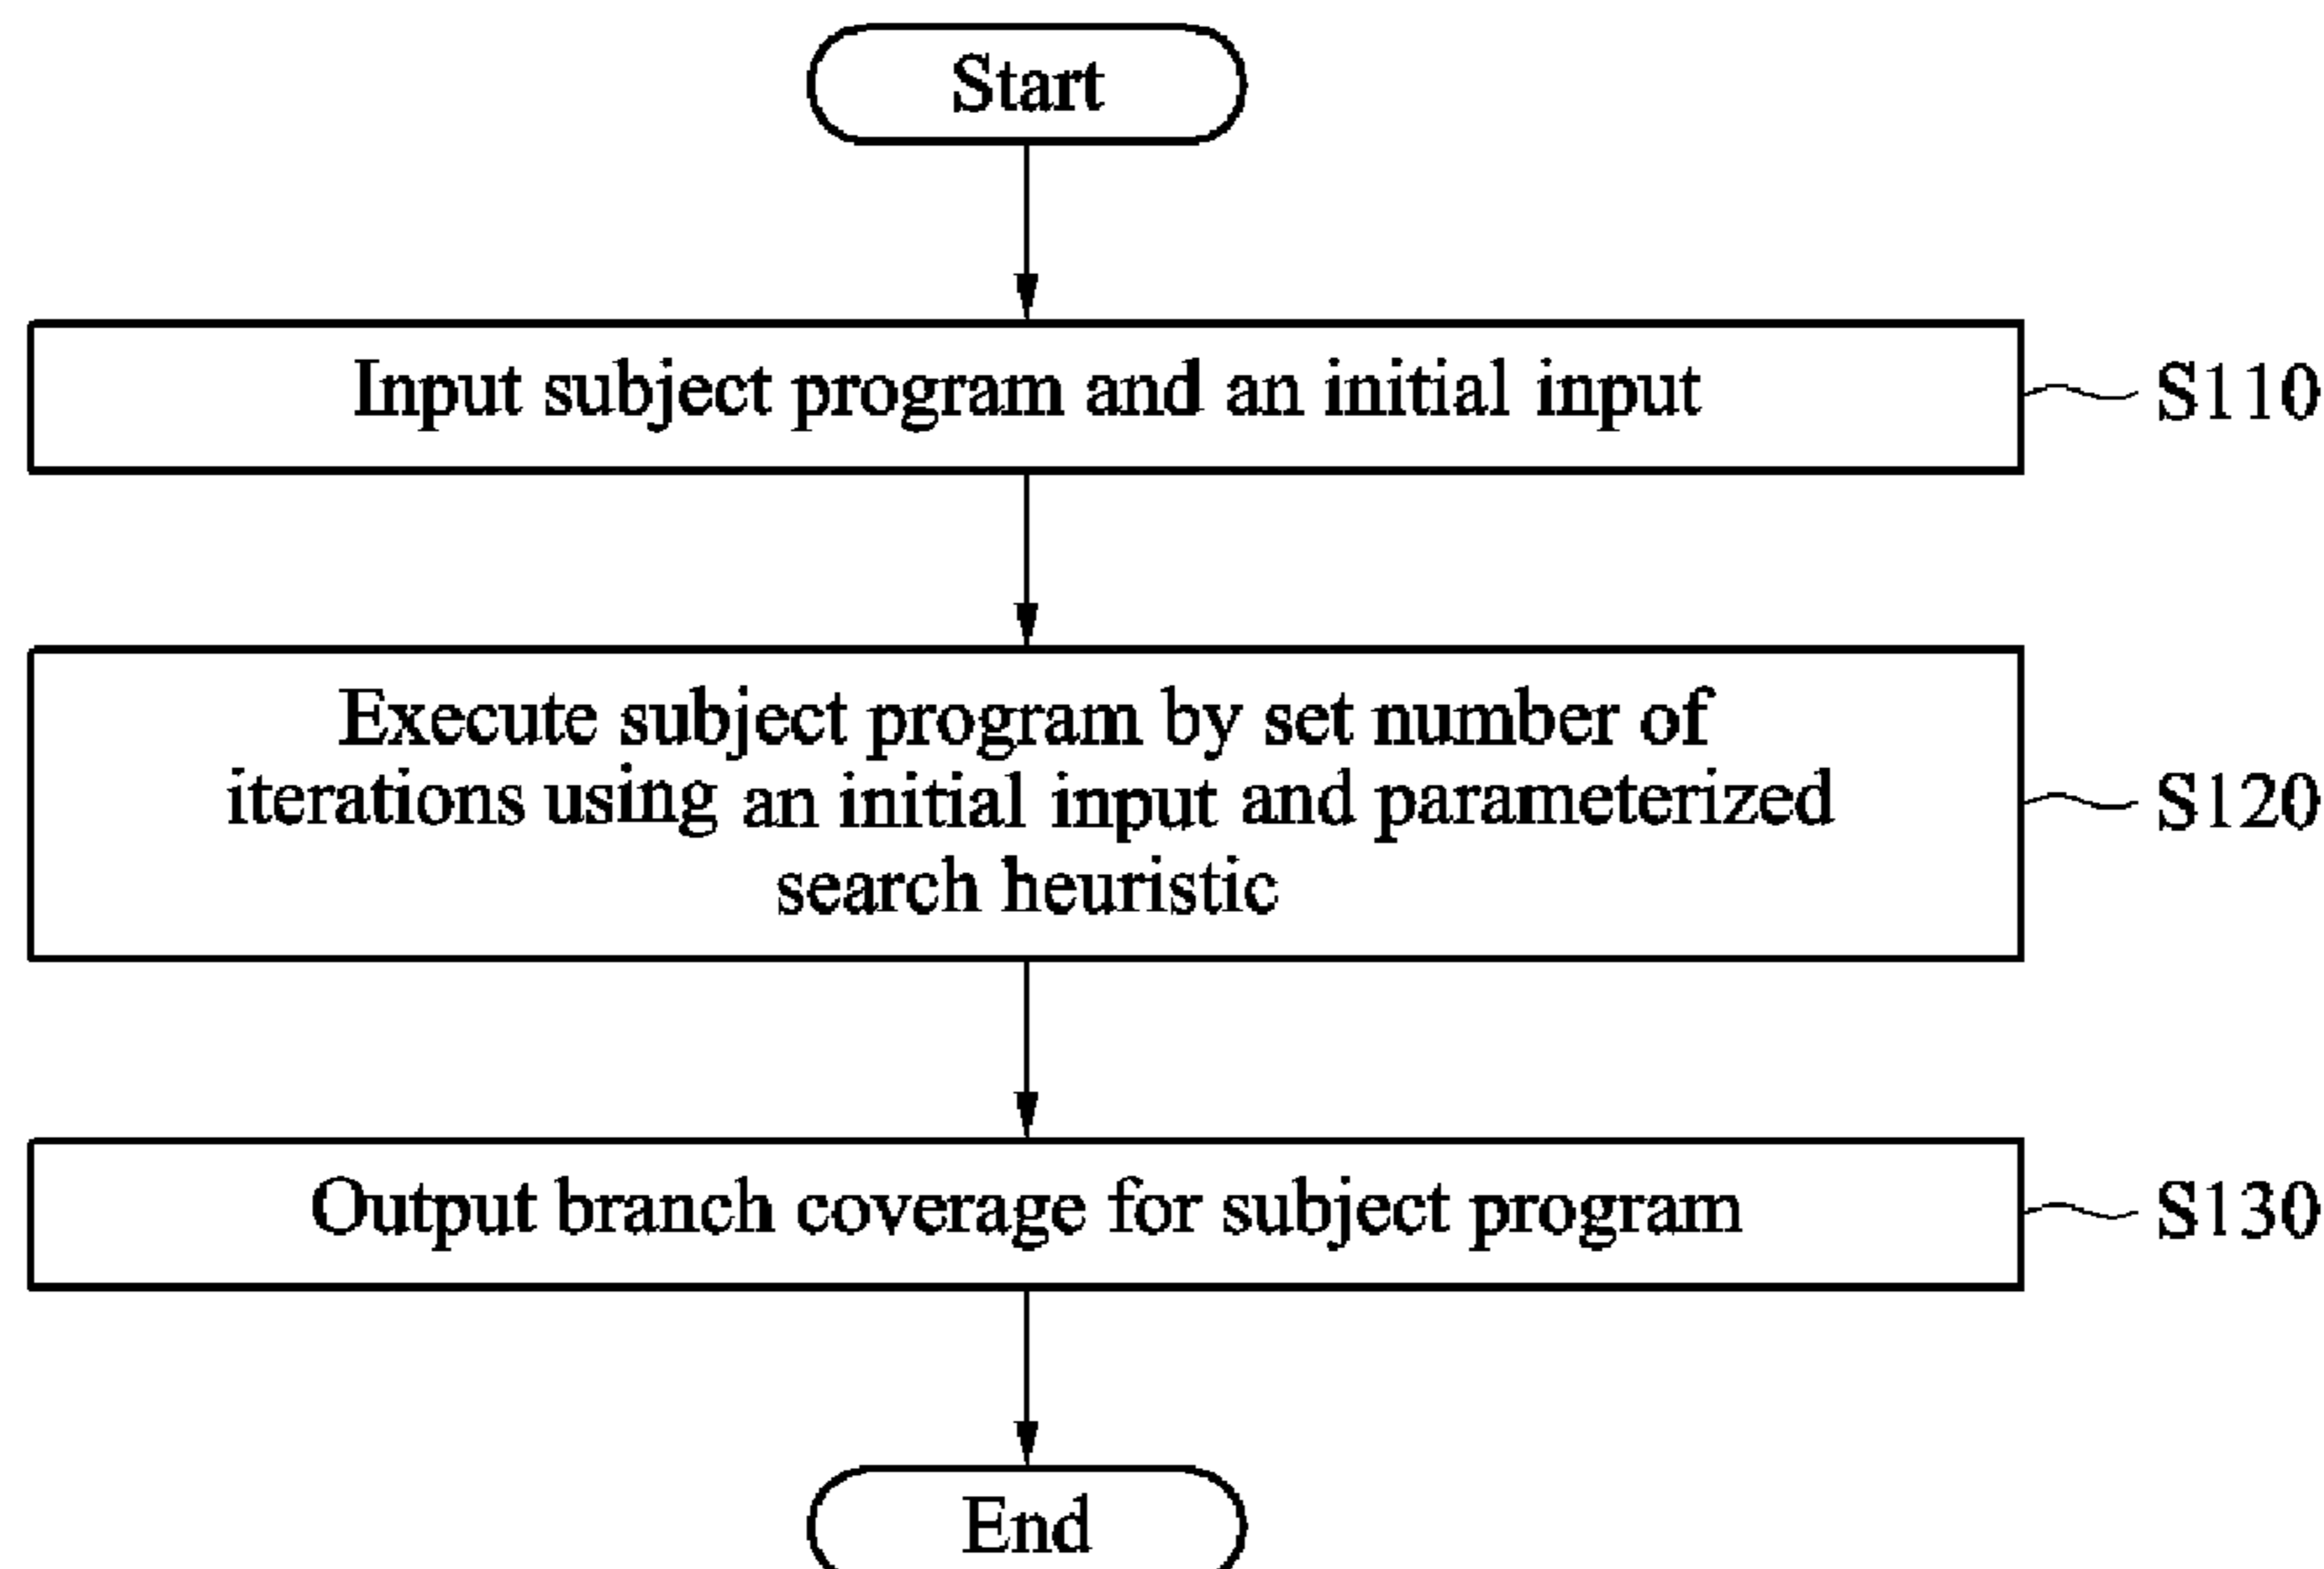 Start
Input subject program and an initial input
S110
Execute subject program by set number of
iterations using an initial input and parameterized
search heuristic
S120
Output branch coverage for subject program
S130
End